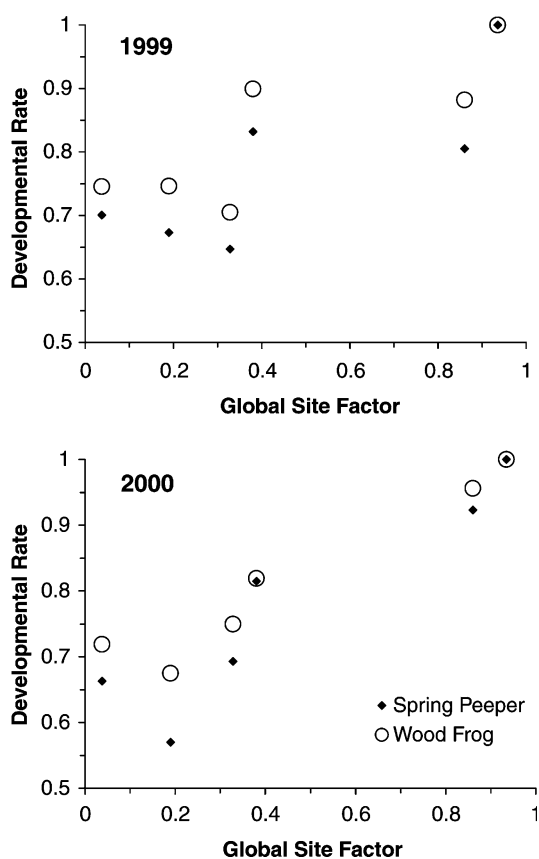 1999
1
0.9
0.8
0.7
0.6
0.5
Developmental Rate
0 0.2 0.4 0.6 0.8 1
Global Site Factor
2000
1
0.9
0.8
0.7
0.6
0.5
Developmental Rate
Spring Peeper
Wood Frog
0 0.2 0.4 0.6 0.8 1
Global Site Factor